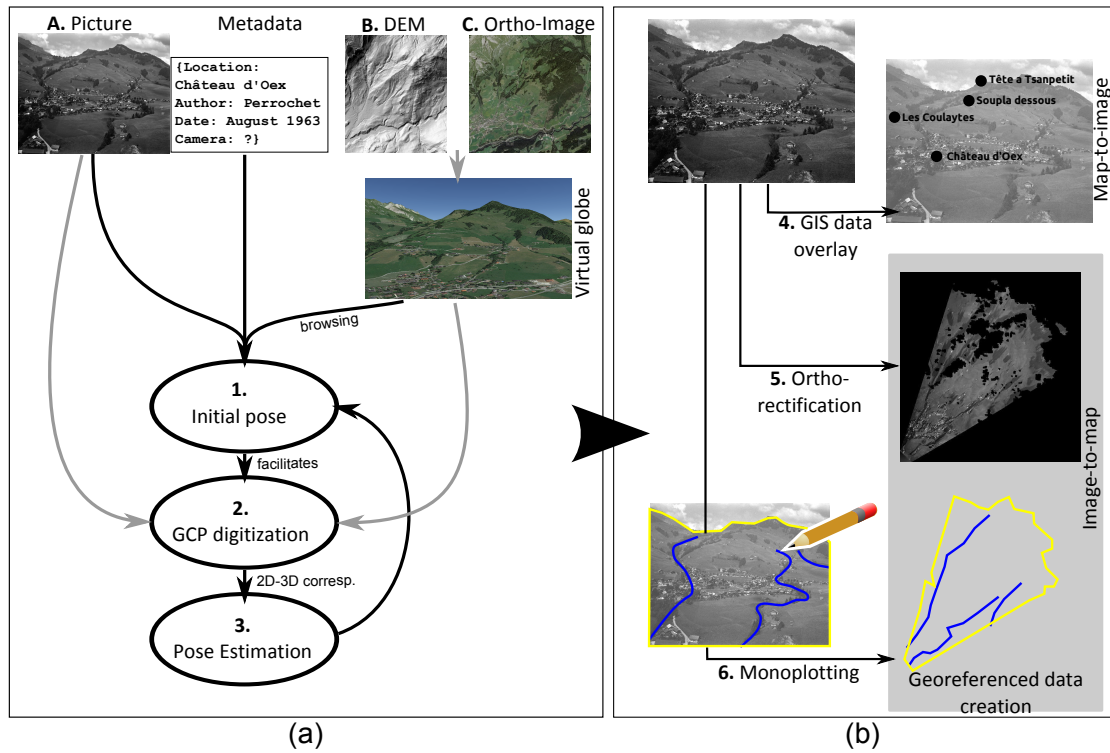 A. Picture
Metadata
B. DEM
C. Ortho-Image
{Location:
Château d'Oex
Author: Perrochet
Date: August 1963
Camera: ?}
Virtual globe
browsing
1.
Initial pose
facilitates
2.
GCP digitization
2D-3D corresp.
3.
Pose Estimation
(a)
Tête a Tsanpetit
Soupla dessous
Les Coulaytes
Château d'Oex
Map-to-image
4. GIS data
overlay
5. Ortho-
rectification
Image-to-map
6. Monoplotting
Georeferenced data
creation
(b)